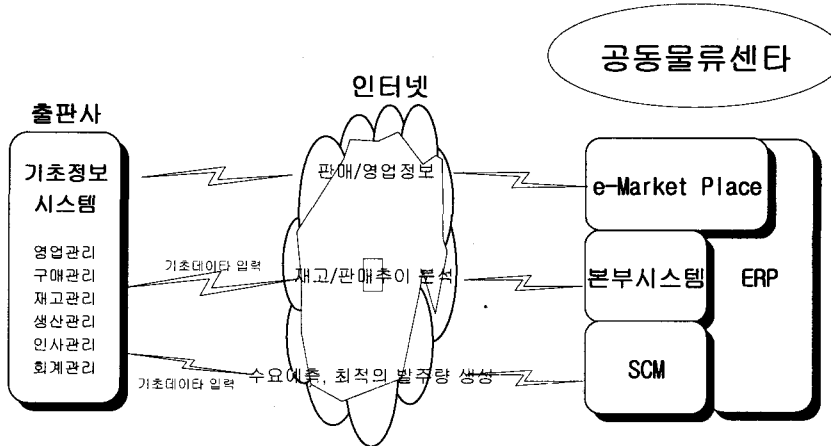 공동물류센타
인터넷
출판사
기초정보
시스템
영업관리
구매관리
재고관리
생산관리
인사관리
회계관리
기초데이타 입력
기초데이타 입력
판매/영업정보
재고/판매추이 분석
수요예측, 최적의 발주량 생성
e-Market Place
본부시스템
ERP
SCM